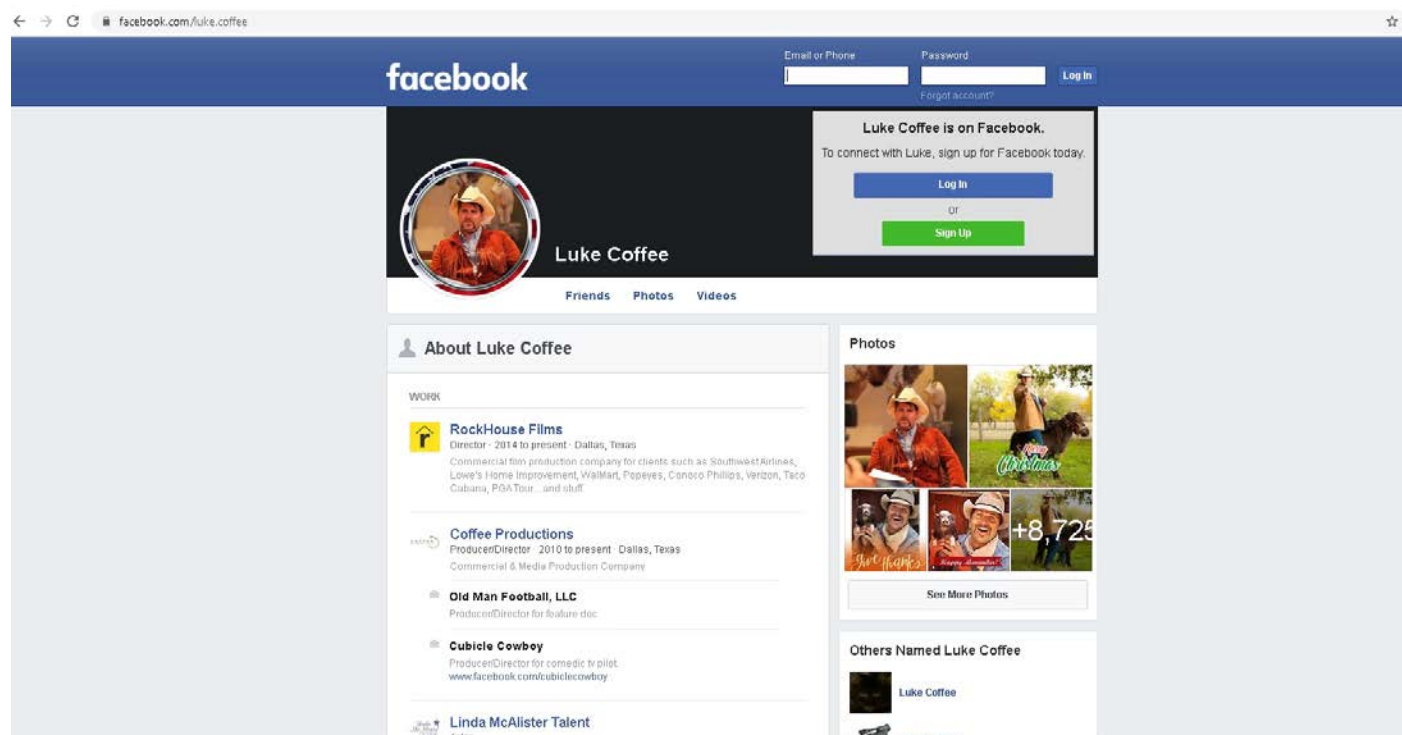 facebook.com/luke.coffee
facebook
Email or Phone
Password
Log In
Forgot account?
Luke Coffee is on Facebook.
To connect with Luke, sign up for Facebook today.
Log In
or
Sign Up
Luke Coffee
Friends Photos Videos
About Luke Coffee
WORK
RockHouse Films
Director · 2014 to present · Dallas, Texas
Commercial film production company for clients such as Southwest Airlines,
Lowe's Home Improvement, WalMart, Popeyes, Conoco Phillips, Verizon, Taco
Cabana, PGA Tour...and stuff
Coffee Productions
Producer/Director · 2010 to present · Dallas, Texas
Commercial & Media Production Company
Old Man Football, LLC
Producer/Director for feature doc
Cubicle Cowboy
Producer/Director for comedic tv pilot.
www.facebook.com/cubiclecowboy
Linda McAlister Talent
Photos
Merry
Christmas
Give thanks
+8,725
See More Photos
Others Named Luke Coffee
Luke Coffee